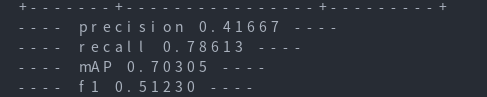 +-------+------------------+---------+
---- precision 0.41667 ----
---- recall 0.78613 ----
---- mAP 0.70305 ----
---- f1 0.51230 ----